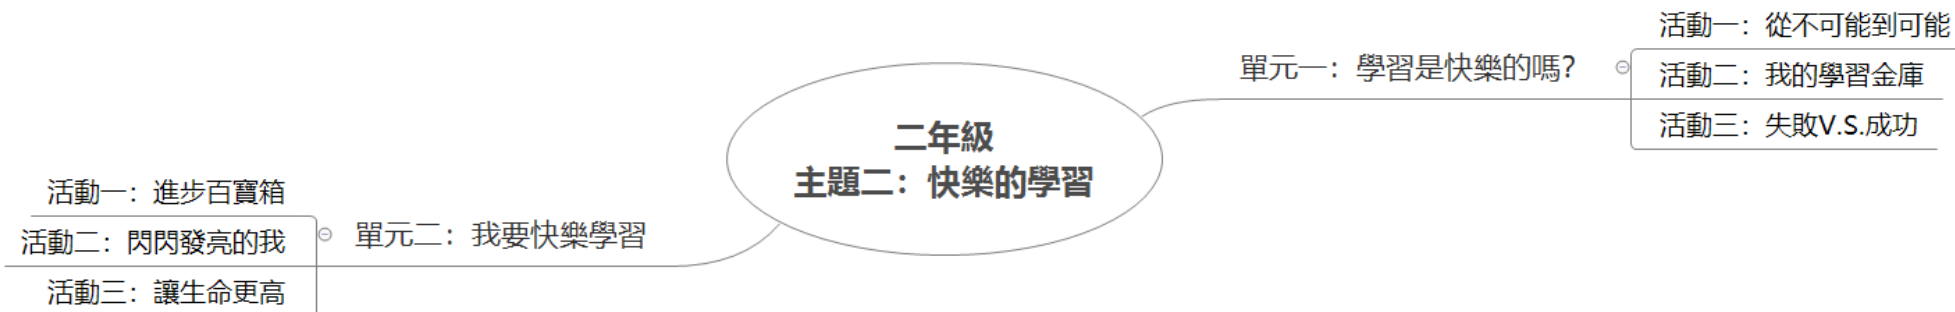 二年級
主題二：快樂的學習
單元一：學習是快樂的嗎？
活動一：從不可能到可能
活動二：我的學習金庫
活動三：失敗V.S.成功
單元二：我要快樂學習
活動一：進步百寶箱
活動二：閃閃發亮的我
活動三：讓生命更高